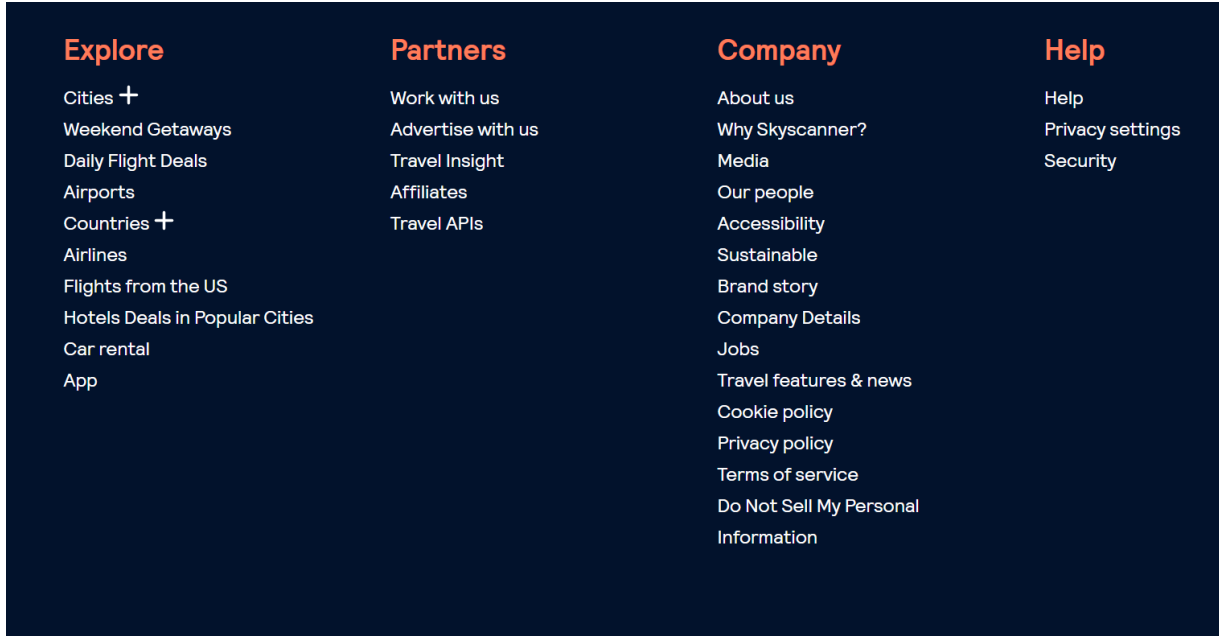 Explore
Cities +
Weekend Getaways
Daily Flight Deals
Airports
Countries +
Airlines
Flights from the US
Hotels Deals in Popular Cities
Car rental
App
Partners
Work with us
Advertise with us
Travel Insight
Affiliates
Travel APIs
Company
About us
Why Skyscanner?
Media
Our people
Accessibility
Sustainable
Brand story
Company Details
Jobs
Travel features & news
Cookie policy
Privacy policy
Terms of service
Do Not Sell My Personal
Information
Help
Help
Privacy settings
Security